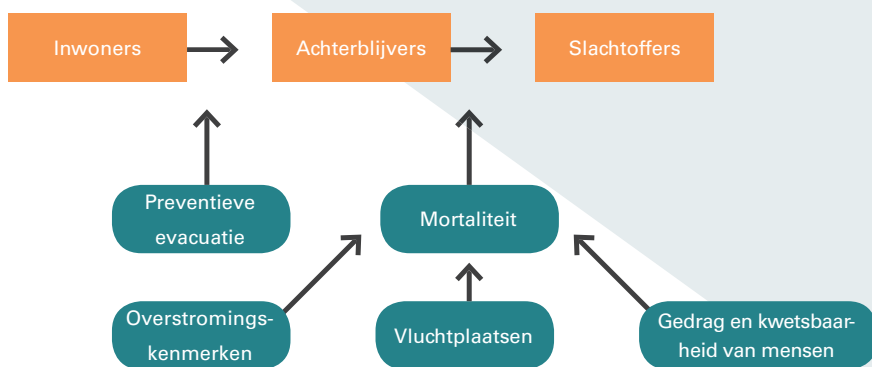 Inwoners
Achterblijvers
Slachtoffers
Preventieve
evacuatie
Mortaliteit
Overstromings-
kenmerken
Vluchtplaatsen
Gedrag en kwetsbaar-
heid van mensen